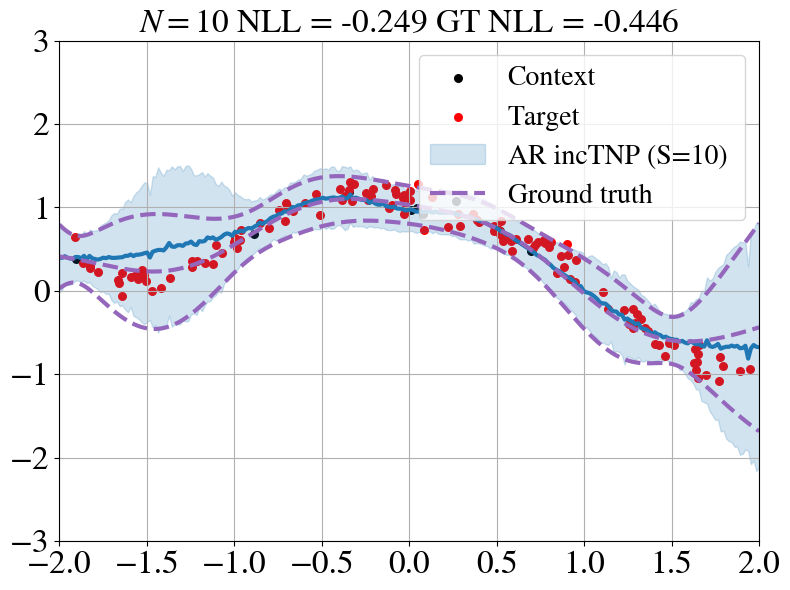 N = 10 NLL = -0.249 GT NLL = -0.446
3
2
1
0
−1
−2
−3
−2.0 −1.5 −1.0 −0.5 0.0 0.5 1.0 1.5 2.0
Context
Target
AR incTNP (S=10)
Ground truth